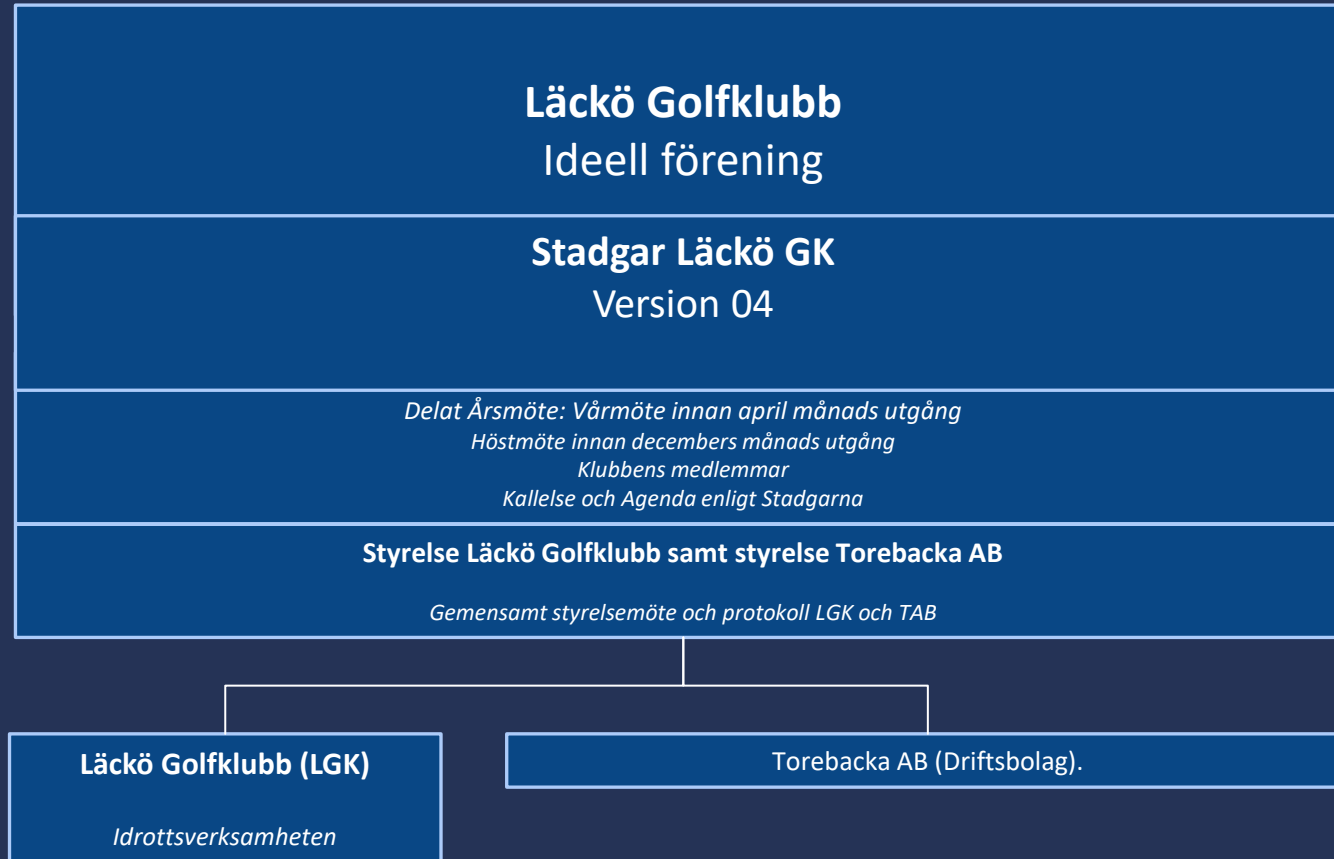 Läckö Golfklubb
Ideell förening
Stadgar Läckö GK
Version 04
Delat Årsmöte: Vårmöte innan april månads utgång
Höstmöte innan decembers månads utgång
Klubbens medlemmar
Kallelse och Agenda enligt Stadgarna
Styrelse Läckö Golfklubb samt styrelse Torebacka AB
Gemensamt styrelsemöte och protokoll LGK och TAB
Läckö Golfklubb (LGK)
Idrottsverksamheten
Torebacka AB (Driftsbolag).